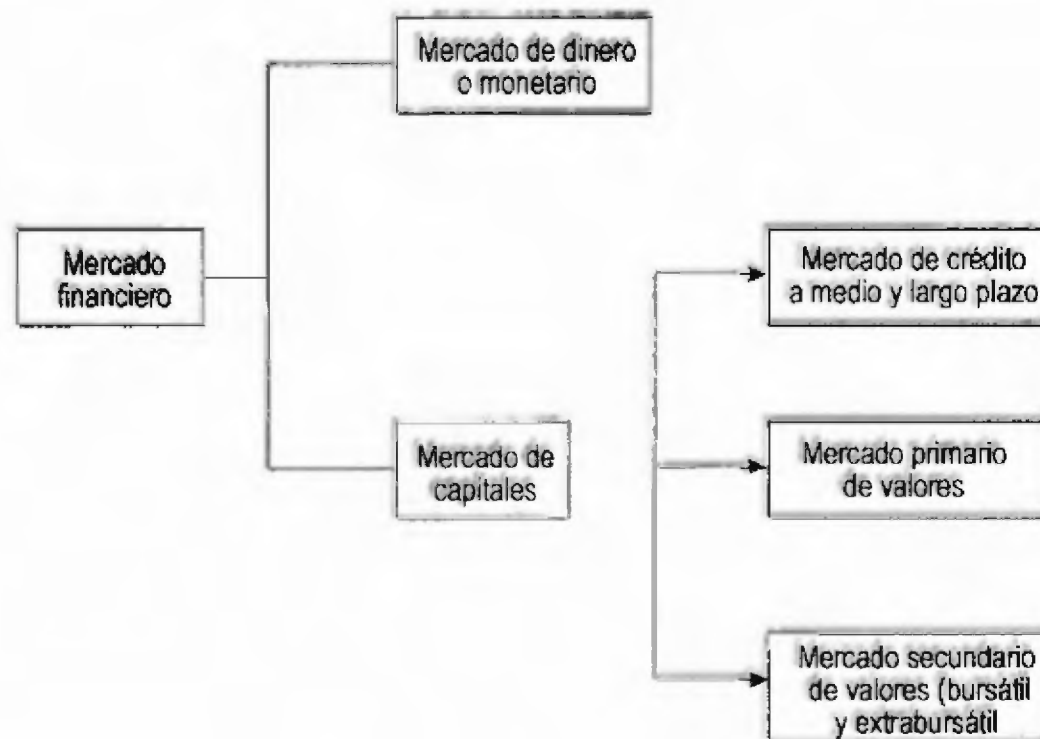 Mercado de dinero
o monetario
Mercado
financiero
Mercado de
capitales
Mercado de crédito
a medio y largo plazo
Mercado primario
de valores
Mercado secundario
de valores (bursátil
y extrabursátil